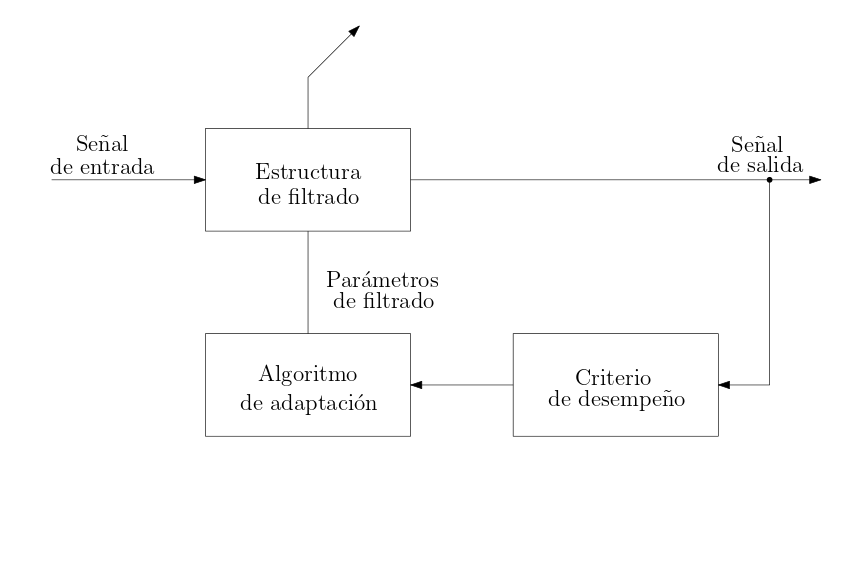 Señal
de entrada
Estructura
de filtrado
Señal
de salida
Parámetros
de filtrado
Algoritmo
de adaptación
Criterio
de desempeño